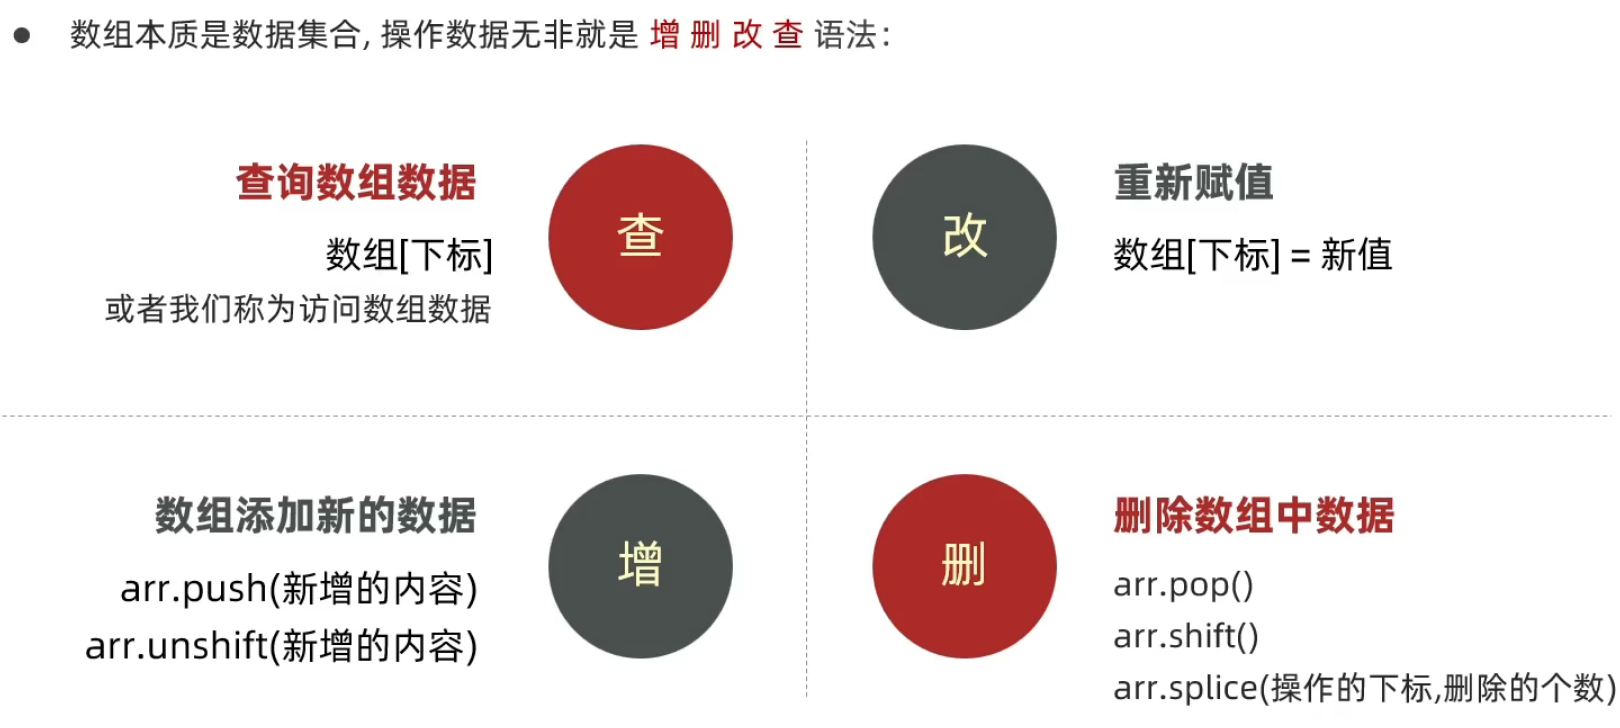 ● 数组本质是数据集合, 操作数据无非就是 增 删 改 查 语法：
查询数组数据
数组[下标]
或者我们称为访问数组数据
查
改
重新赋值
数组[下标] = 新值
数组添加新的数据
arr.push(新增的内容)
arr.unshift(新增的内容)
增
删
删除数组中数据
arr.pop()
arr.shift()
arr.splice(操作的下标,删除的个数)